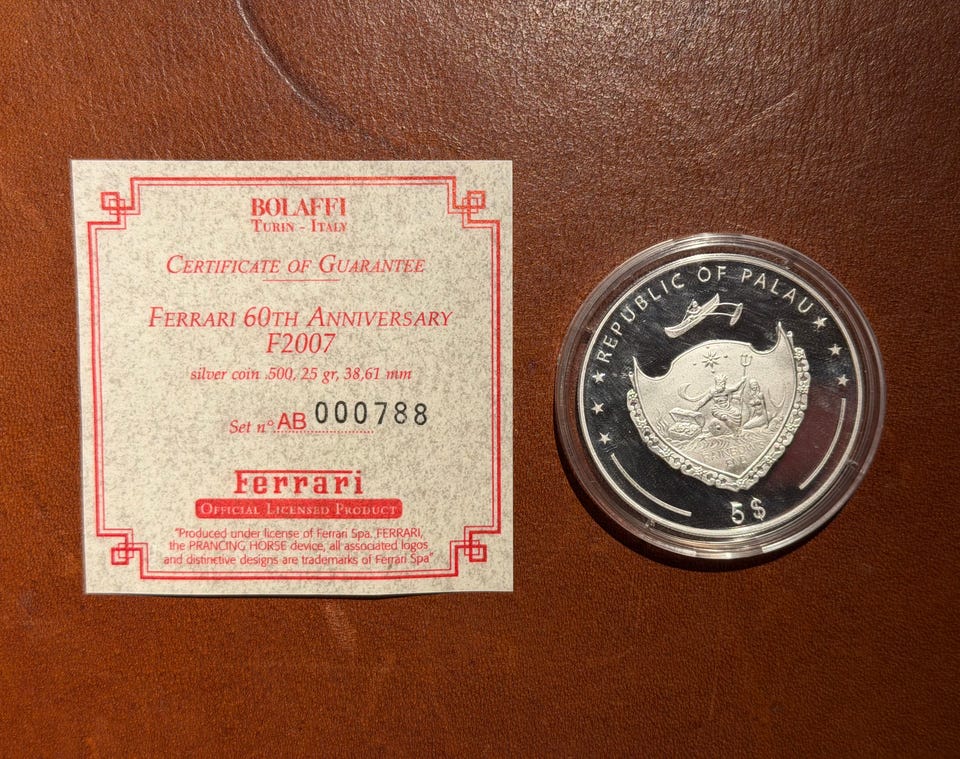 BOLAFFI
TURIN - ITALY
CERTIFICATE OF GUARANTEE
FERRARI 60TH ANNIVERSARY
F2007
silver coin .500, 25 gr, 38,61 mm
Set n° AB 000788
Ferrari
OFFICIAL LICENSED PRODUCT
"Produced under license of Ferrari Spa. FERRARI,
the PRANCING HORSE device, all associated logos
and distinctive designs are trademarks of Ferrari Spa"
REPUBLIC OF PALAU
5$